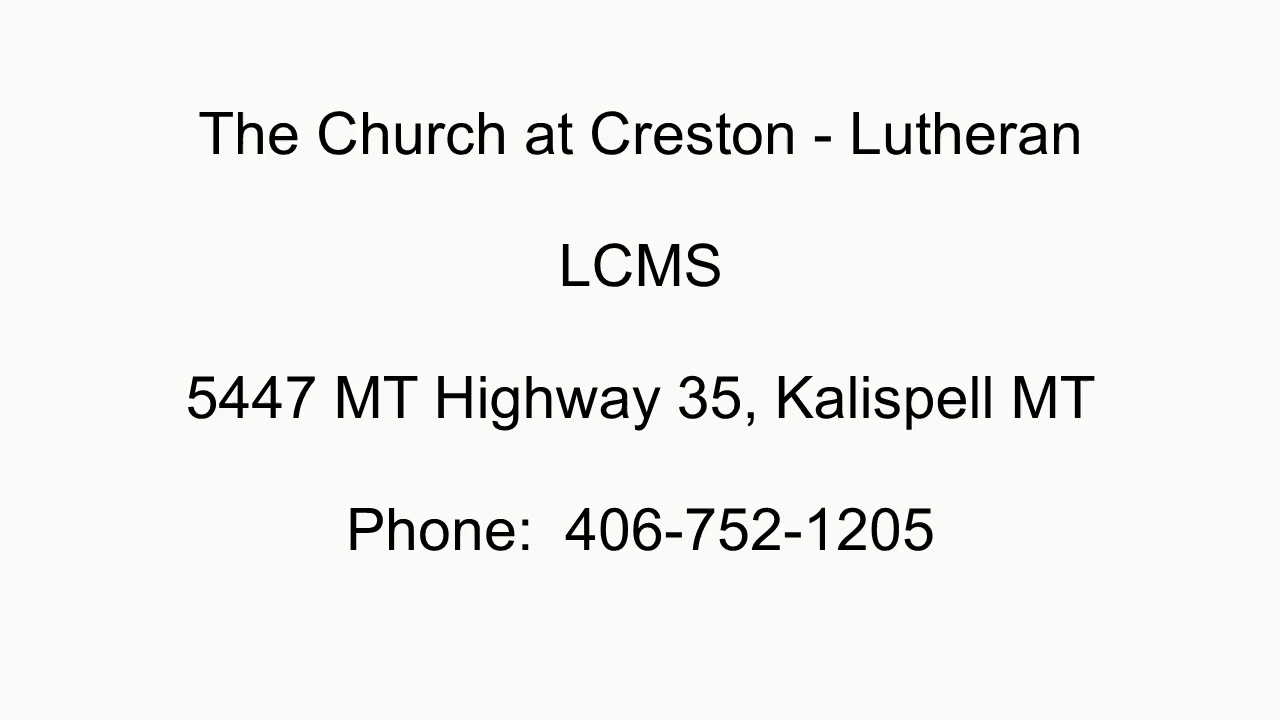 The Church at Creston - Lutheran
LCMS
5447 MT Highway 35, Kalispell MT
Phone:  406-752-1205